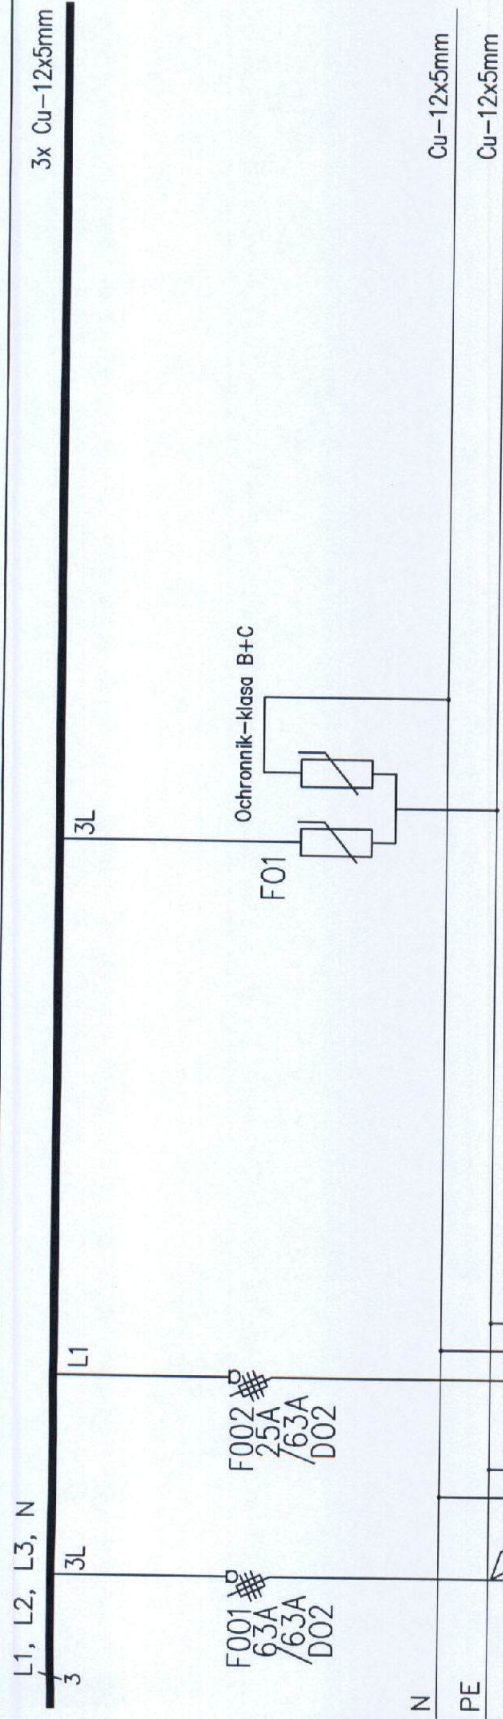 L1, L2, L3, N
3x Cu-12x5mm
3
3L
L1
3L
F001
63A
/63A
D02
F002
25A
/63A
D02
F01
Ochronnik-klasa B+C
N
Cu-12x5mm
PE
Cu-12x5mm